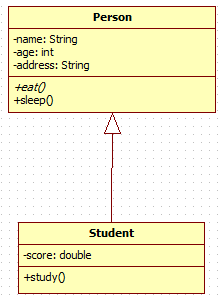 Person
-name: String
-age: int
-address: String
+eat()
+sleep()
Student
-score: double
+study()